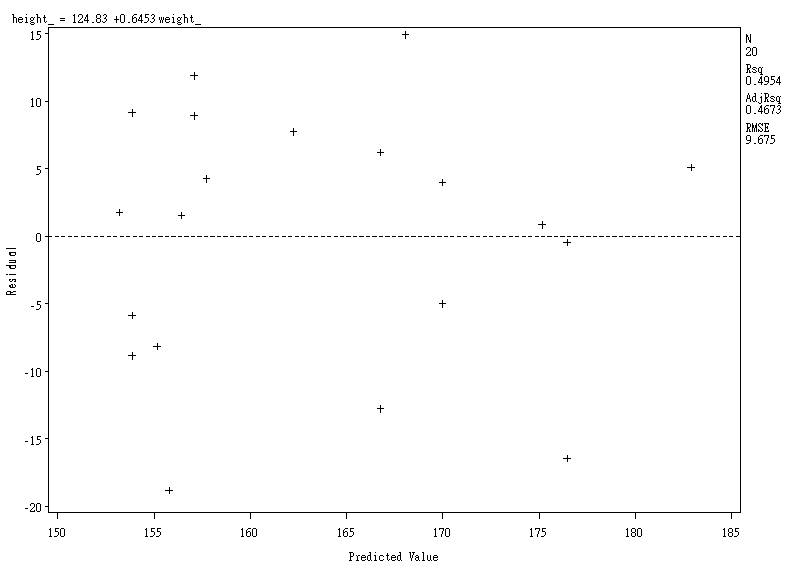 height_ = 124.83 +0.6453 weight_
N
20
Rsq
0.4954
AdjRsq
0.4673
RMSE
9.675
15
10
5
0
-5
-10
-15
-20
Residual
150 155 160 165 170 175 180 185
Predicted Value